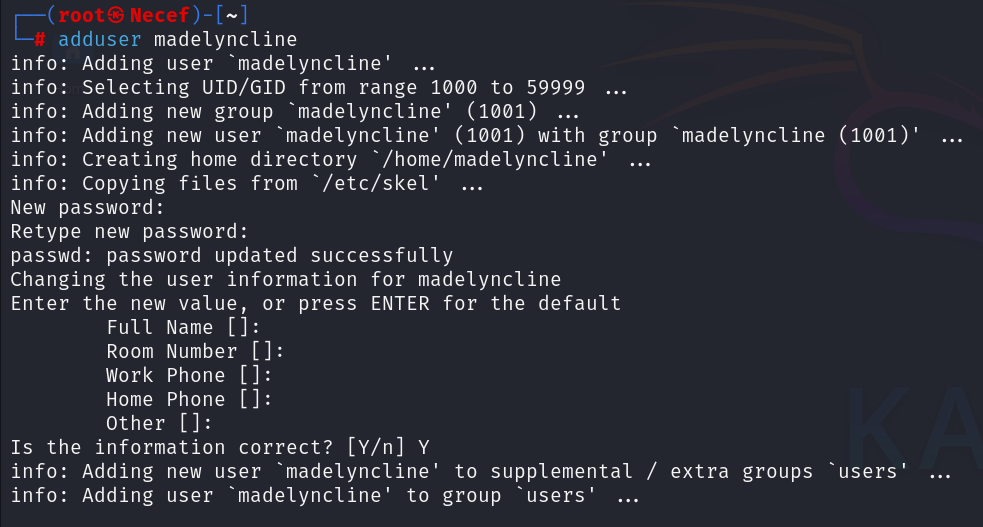 ┌──(root㉿Necef)-[~]
└─# adduser madelyncline
info: Adding user `madelyncline' ...
info: Selecting UID/GID from range 1000 to 59999 ...
info: Adding new group `madelyncline' (1001) ...
info: Adding new user `madelyncline' (1001) with group `madelyncline (1001)' ...
info: Creating home directory `/home/madelyncline' ...
info: Copying files from `/etc/skel' ...
New password:
Retype new password:
passwd: password updated successfully
Changing the user information for madelyncline
Enter the new value, or press ENTER for the default
        Full Name []:
        Room Number []:
        Work Phone []:
        Home Phone []:
        Other []:
Is the information correct? [Y/n] Y
info: Adding new user `madelyncline' to supplemental / extra groups `users' ...
info: Adding user `madelyncline' to group `users' ...
KA